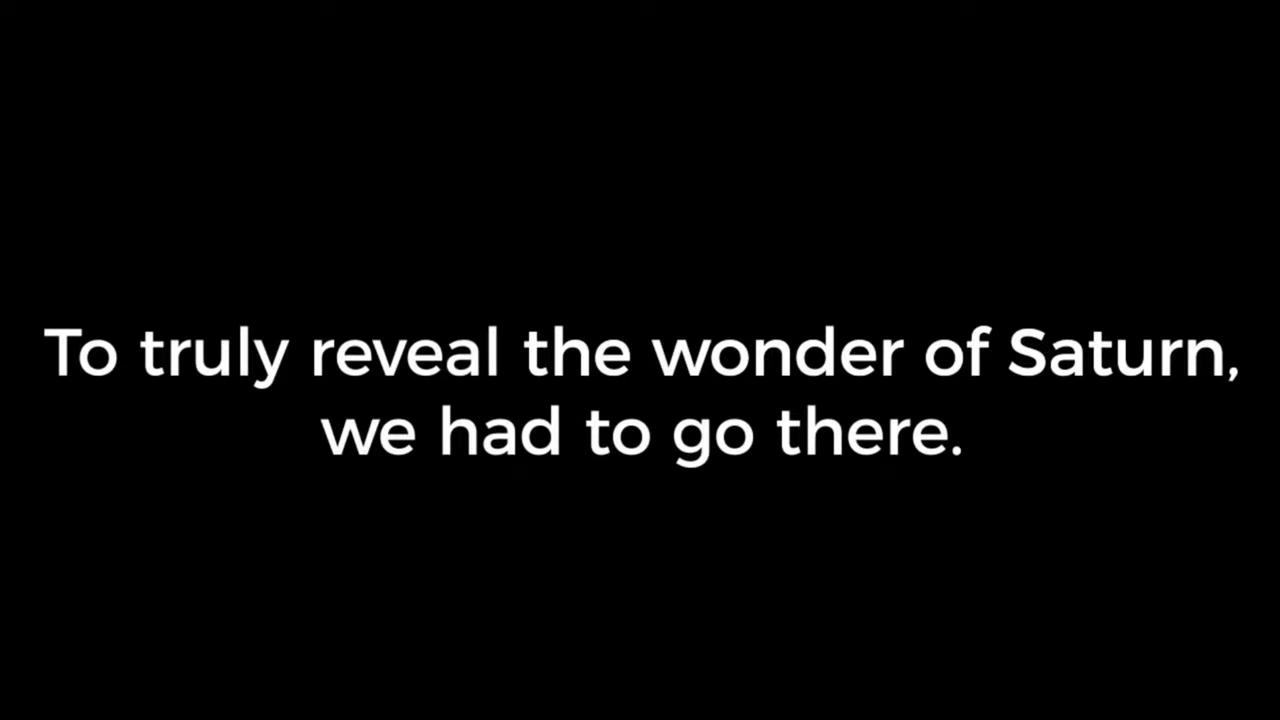 To truly reveal the wonder of Saturn,
we had to go there.